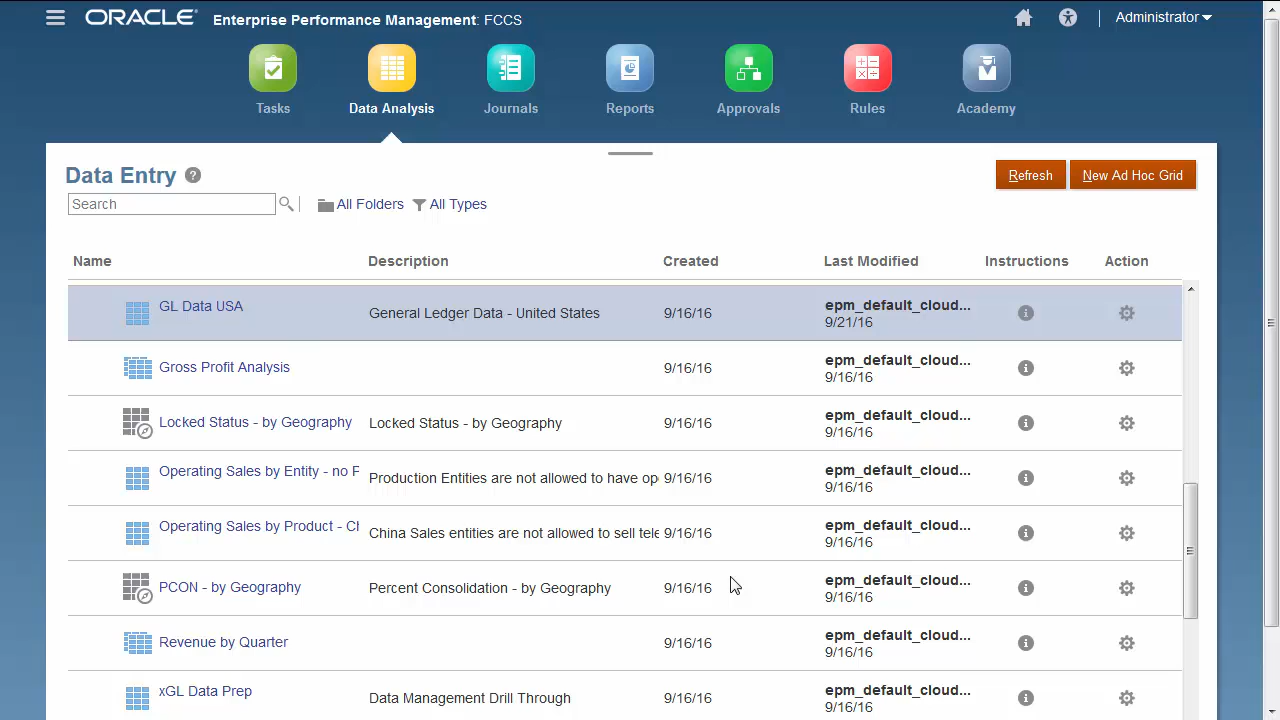 ORACLE Enterprise Performance Management: FCCS Administrator
Tasks Data Analysis Journals Reports Approvals Rules Academy
Data Entry ? Refresh New Ad Hoc Grid
Search All Folders All Types
Name Description Created Last Modified Instructions Action
GL Data USA General Ledger Data - United States 9/16/16 epm_default_cloud...
9/21/16
Gross Profit Analysis 9/16/16 epm_default_cloud...
9/16/16
Locked Status - by Geography Locked Status - by Geography 9/16/16 epm_default_cloud...
9/16/16
Operating Sales by Entity - no Production Entities are not allowed to have 9/16/16 epm_default_cloud...
9/16/16
Operating Sales by Product - China Sales entities are not allowed to sell 9/16/16 epm_default_cloud...
9/16/16
PCON - by Geography Percent Consolidation - by Geography 9/16/16 epm_default_cloud...
9/16/16
Revenue by Quarter 9/16/16 epm_default_cloud...
9/16/16
xGL Data Prep Data Management Drill Through 9/16/16 epm_default_cloud...
9/16/16